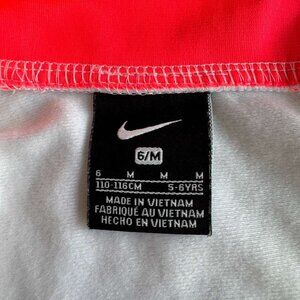 6/M
6 M M M
110-116CM 5-6YRS
MADE IN VIETNAM
FABRIQUÉ AU VIETNAM
HECHO EN VIETNAM